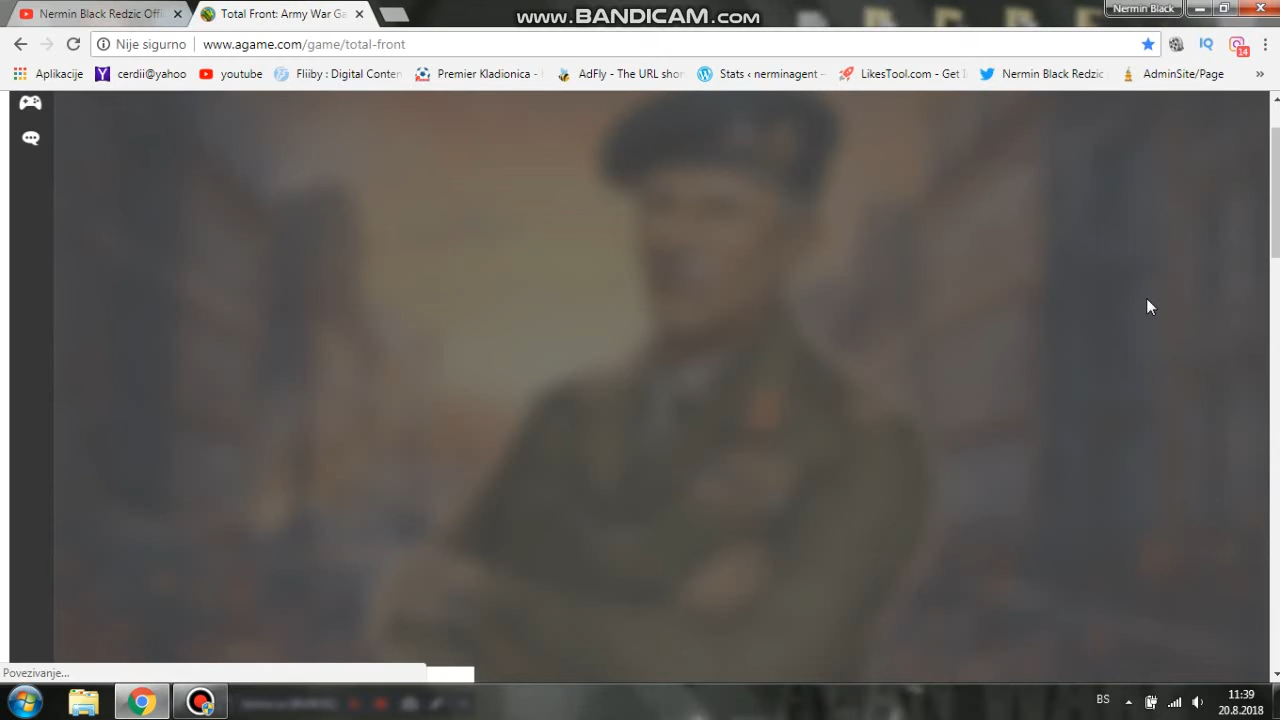 www.BANDICAM.com
Nermin Black
Nermin Black Redzic Offi
Total Front: Army War Ga
Nije sigurno
www.agame.com/game/total-front
14
Aplikacije
cerdii@yahoo
youtube
Fliiby : Digital Conten
Premier Kladionica -
AdFly - The URL shor
Stats ‹ nerminagent —
LikesTool.com - Get
Nermin Black Redzic
AdminSite/Page
»
Povezivanje...
BS
11:39
20.8.2018